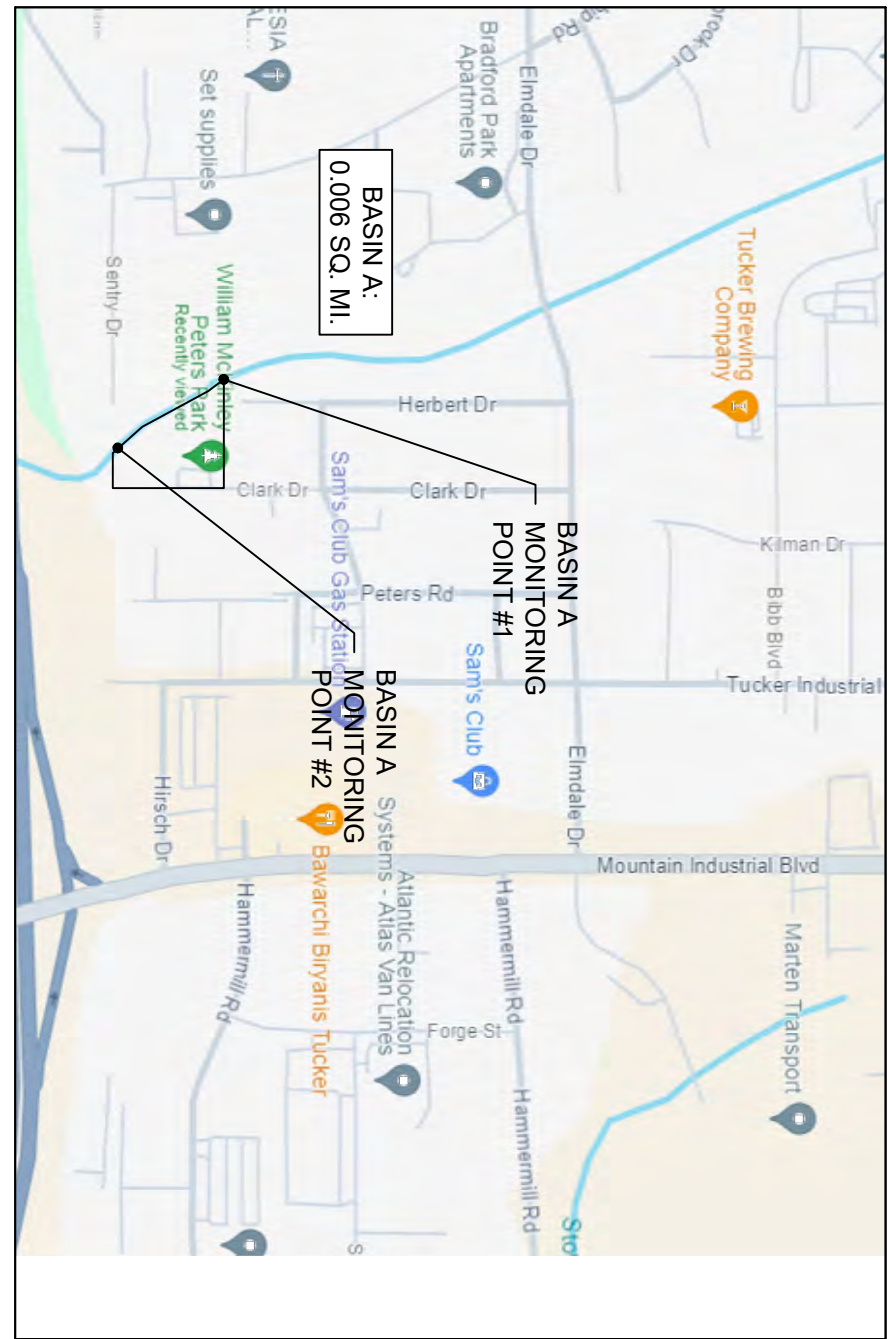 Marten Transport
Mountain Industrial Blvd
Tucker Industrial
Bibb Blvd
Kilman Dr
Tucker Brewing
Company
Elmdale Dr
Elmdale Dr
Sto
Hammermill Rd
Hammermill Rd
Hammermill Rd
Forge St
S
BASIN A
MONITORING
POINT #1
Sam's Club
Bradford Park
Apartments
Herbert Dr
Clark Dr
Clark Dr
Peters Rd
Sam's Club Gas Station
BASIN A
MONITORING
POINT #2
Atlantic Relocation
Systems - Atlas Van Lines
Bawarchi Biryanis Tucker
BASIN A:
0.006 SQ. MI.
ESIA
AL...
Set supplies
William McKinley
Peters Park
Recently viewed
Hirsch Dr
Sentry Dr